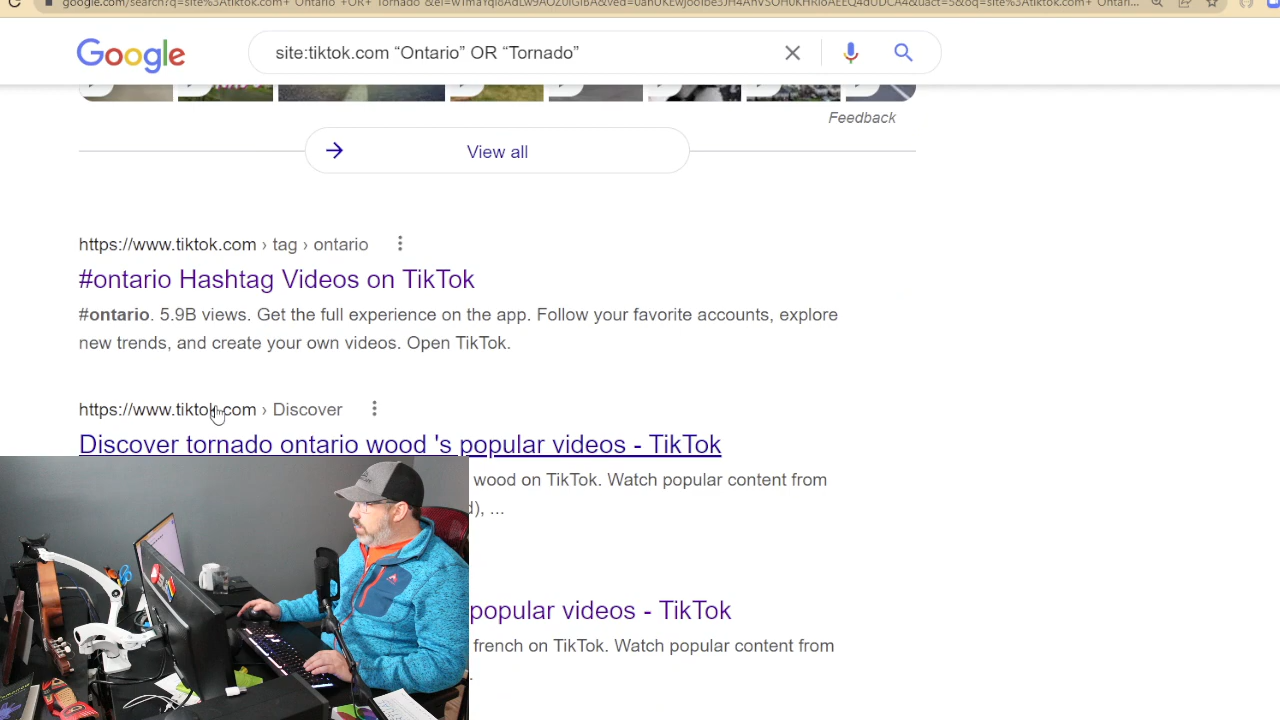 Google
site:tiktok.com “Ontario” OR “Tornado”
Feedback
View all
https://www.tiktok.com › tag › ontario
#ontario Hashtag Videos on TikTok
#ontario. 5.9B views. Get the full experience on the app. Follow your favorite accounts, explore
new trends, and create your own videos. Open TikTok.
https://www.tiktok.com › Discover
Discover tornado ontario wood 's popular videos - TikTok
wood on TikTok. Watch popular content from
d), ...
popular videos - TikTok
french on TikTok. Watch popular content from